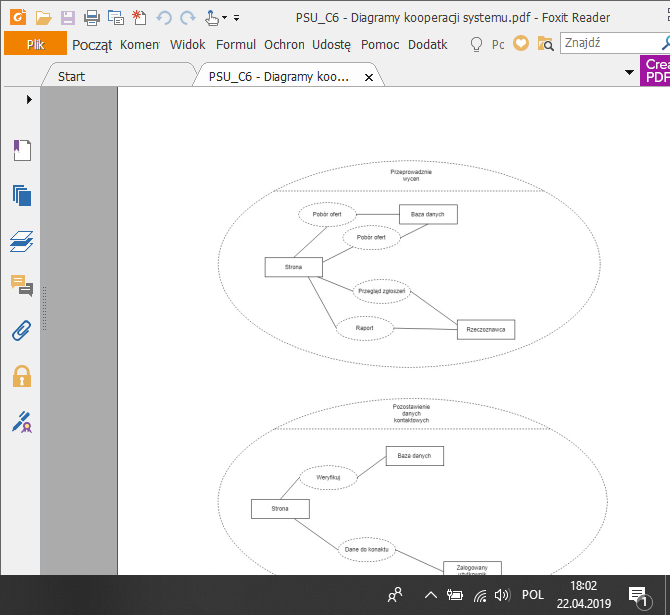 PSU_C6 - Diagramy kooperacji systemu.pdf - Foxit Reader
Plik Począt Komen Widok Formul Ochron Udostę Pomoc Dodatk Pc Znajdź
Start PSU_C6 - Diagramy koo... Crea
PDF
Przeprowadznie
wycen
Pobór ofert Baza danych
Pobór ofert
Strona
Przegląd zgłoszeń
Raport Rzeczoznawca
Pozostawienie
danych
kontaktowych
Baza danych
Weryfikuj
Strona
Dane do konaktu
Zalogowany
18:02
POL
22.04.2019
1